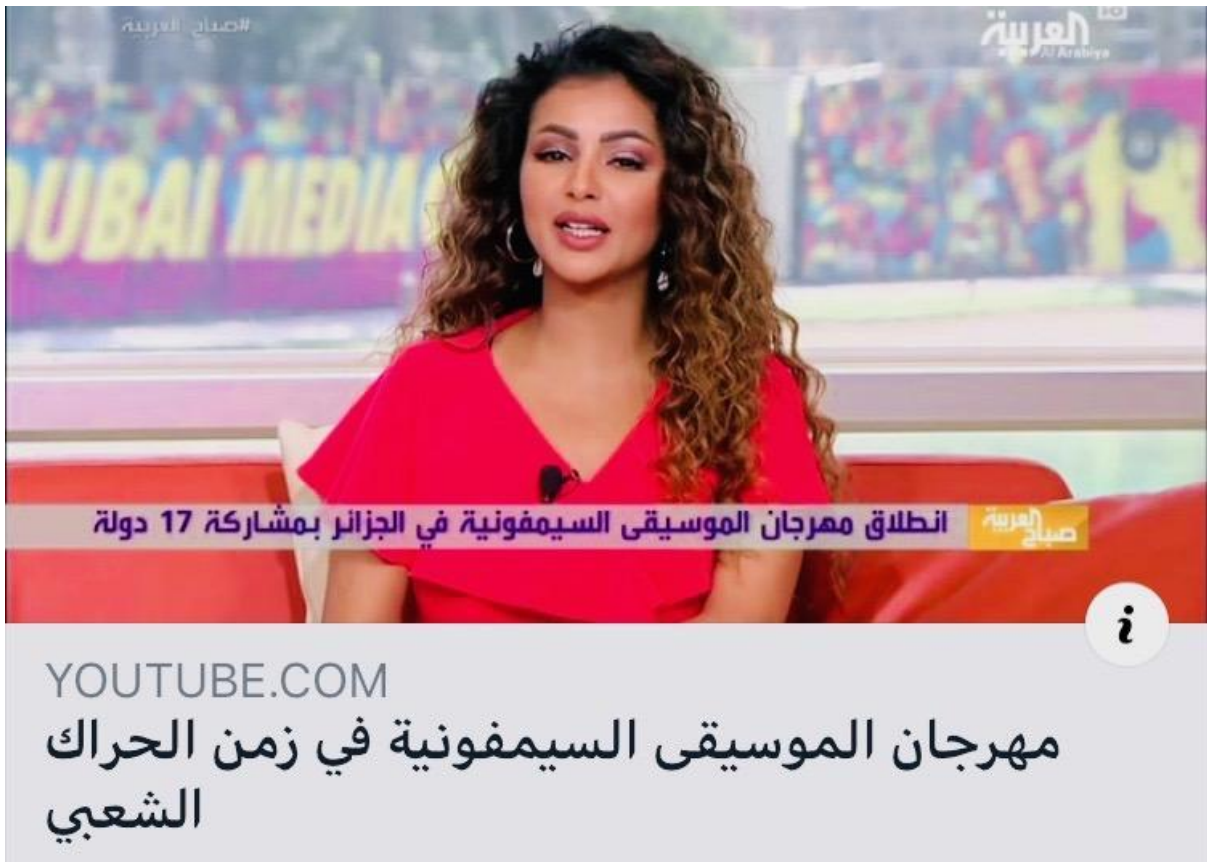 #صباح_العربية
العربية
Al Arabiya
DUBAI MEDIA
صباح العربية
انطلاق مهرجان الموسيقى السيمفونية في الجزائر بمشاركة 17 دولة
i
YOUTUBE.COM
مهرجان الموسيقى السيمفونية في زمن الحراك
الشعبي